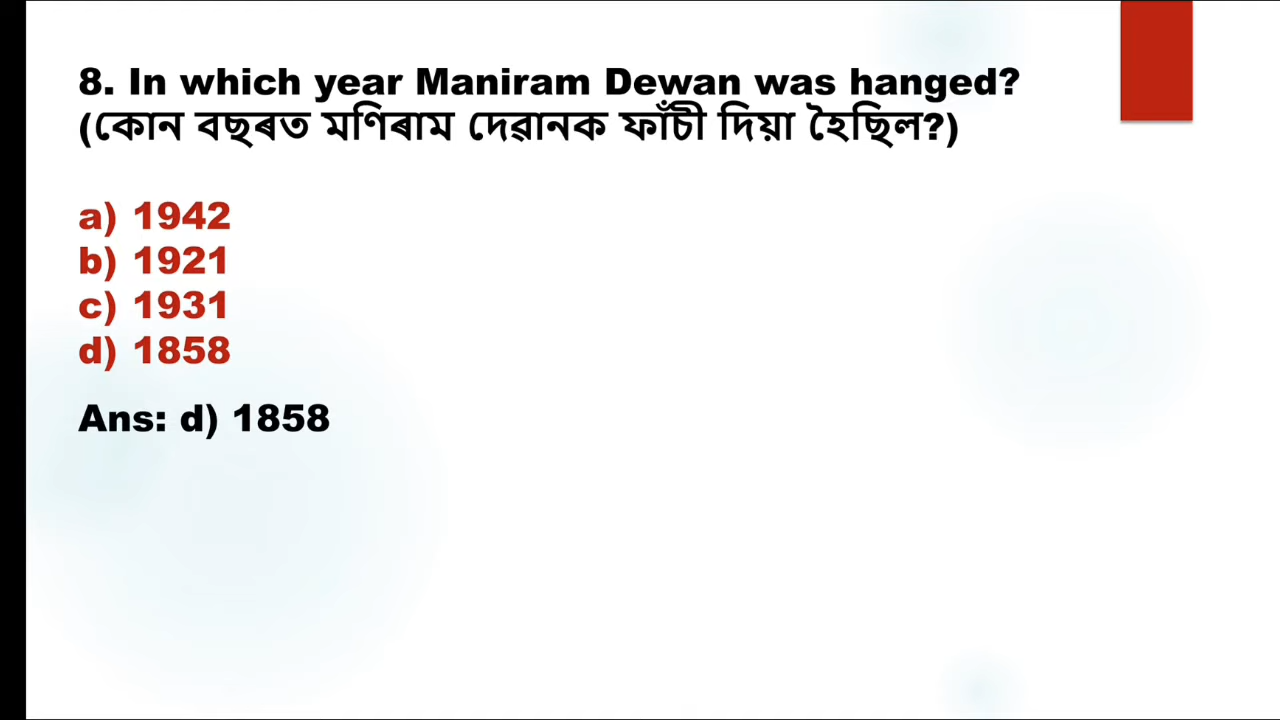 8. In which year Maniram Dewan was hanged?
(কোন বছৰত মণিৰাম দেৱানক ফাঁচী দিয়া হৈছিল?)
a) 1942
b) 1921
c) 1931
d) 1858
Ans: d) 1858